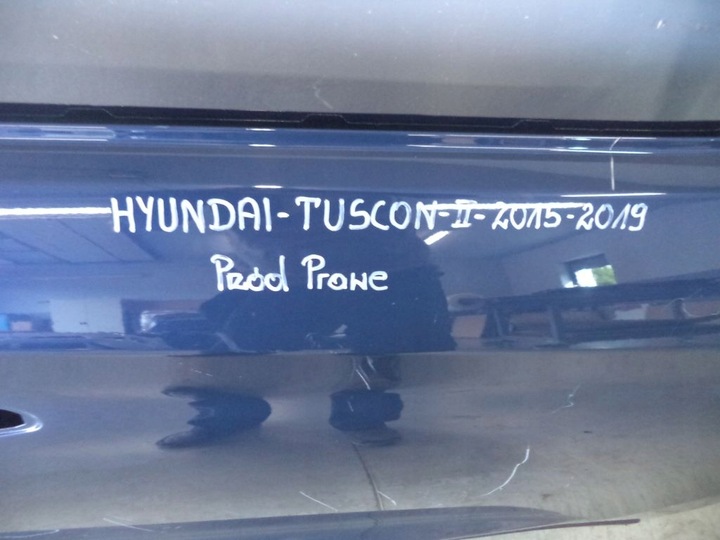 HYUNDAI-TUSCON-II-2015-2019
Przód Prawe